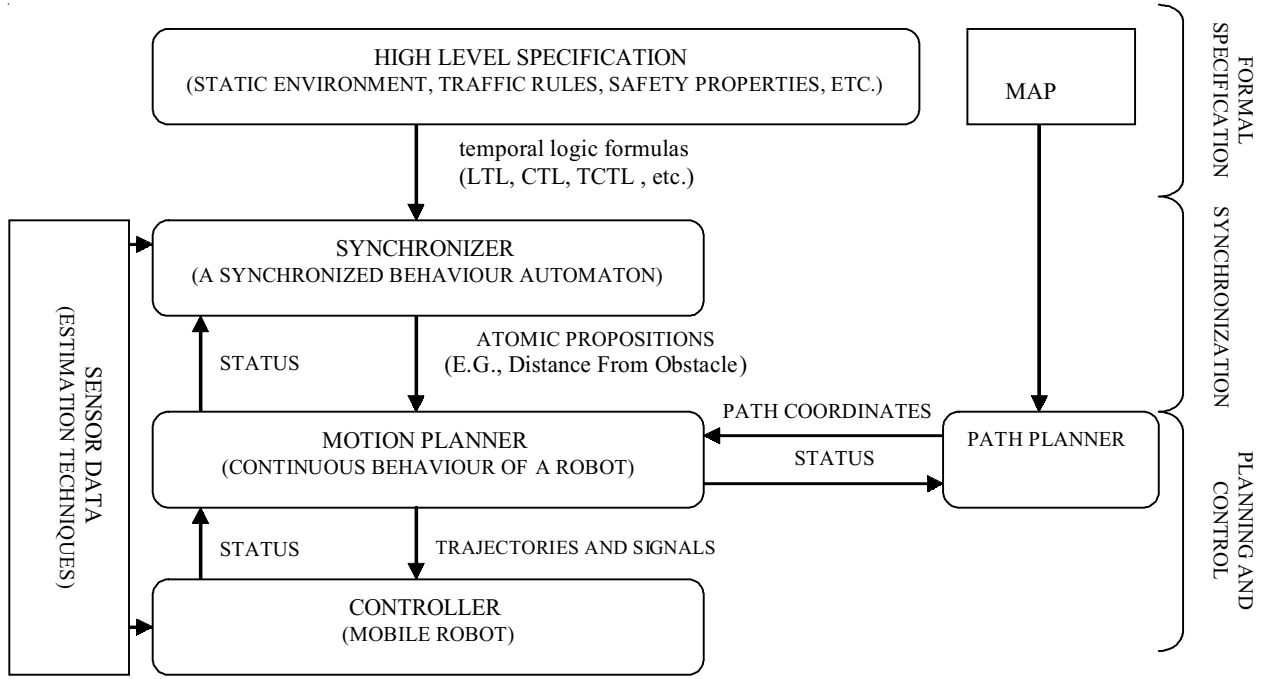 HIGH LEVEL SPECIFICATION
(STATIC ENVIRONMENT, TRAFFIC RULES, SAFETY PROPERTIES, ETC.)
MAP
FORMAL
SPECIFICATION
temporal logic formulas
(LTL, CTL, TCTL , etc.)
SYNCHRONIZER
(A SYNCHRONIZED BEHAVIOUR AUTOMATON)
SYNCHRONIZATION
SENSOR DATA
(ESTIMATION TECHNIQUES)
STATUS
ATOMIC PROPOSITIONS
(E.G., Distance From Obstacle)
MOTION PLANNER
(CONTINUOUS BEHAVIOUR OF A ROBOT)
PATH COORDINATES
STATUS
PATH PLANNER
PLANNING AND
CONTROL
STATUS
TRAJECTORIES AND SIGNALS
CONTROLLER
(MOBILE ROBOT)